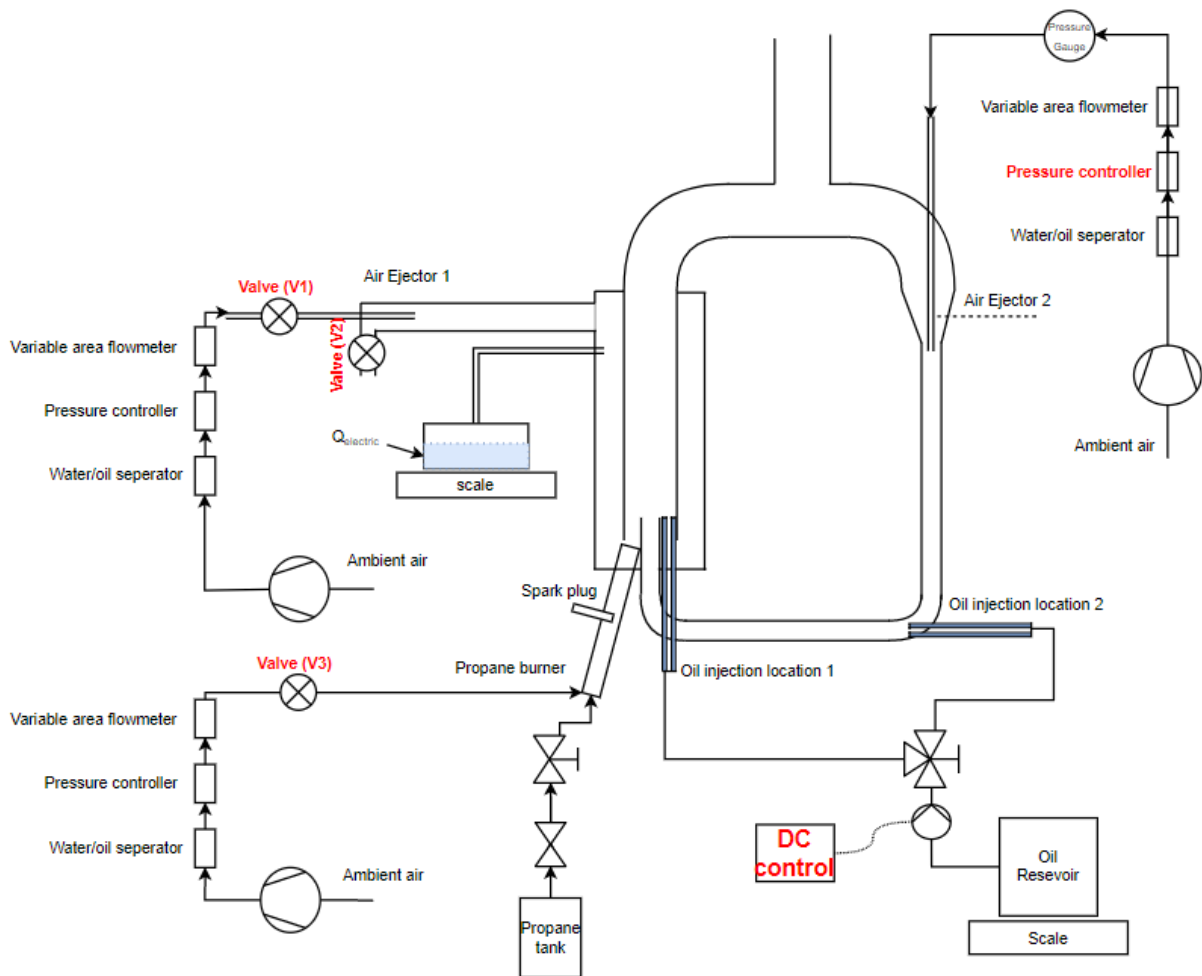 Pressure
Gauge
Variable area flowmeter
Pressure controller
Water/oil seperator
Air Ejector 2
Ambient air
Valve (V1)
Air Ejector 1
Valve (V2)
Variable area flowmeter
Pressure controller
Water/oil seperator
Qelectric
scale
Ambient air
Spark plug
Oil injection location 2
Propane burner
Oil injection location 1
Valve (V3)
Variable area flowmeter
Pressure controller
Water/oil seperator
Ambient air
DC
control
Oil
Resevoir
Propane
tank
Scale